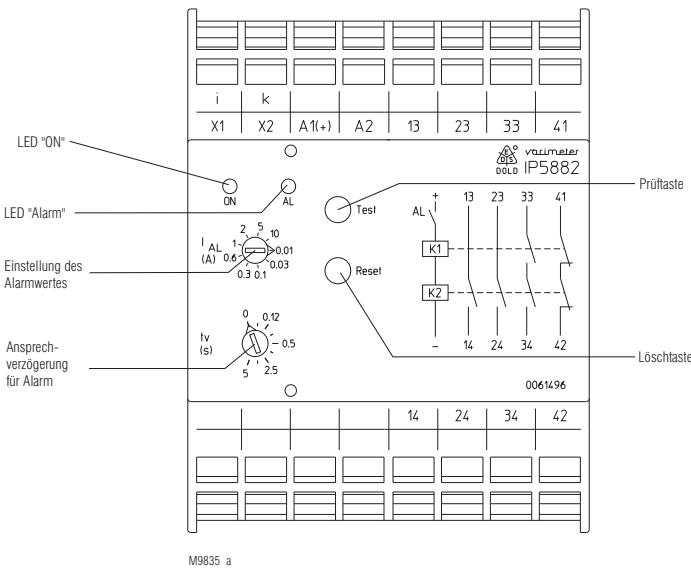 i k
X1 X2 A1(+) A2 13 23 33 41
LED "ON"
LED "Alarm"
Einstellung des
Alarmwertes
Ansprech-
verzögerung
für Alarm
ON
AL
Test
Reset
I AL
(A)
0.01
0.03
0.1
0.3
0.6
1
2
5
10
tv
(s)
0
0.12
0.5
2.5
5
E
D S
DOLD
varimeter
IP5882
+ 13 23 33 41
AL
K1
K2
– 14 24 34 42
0061496
Prüftaste
Löschtaste
14 24 34 42
M9835 a